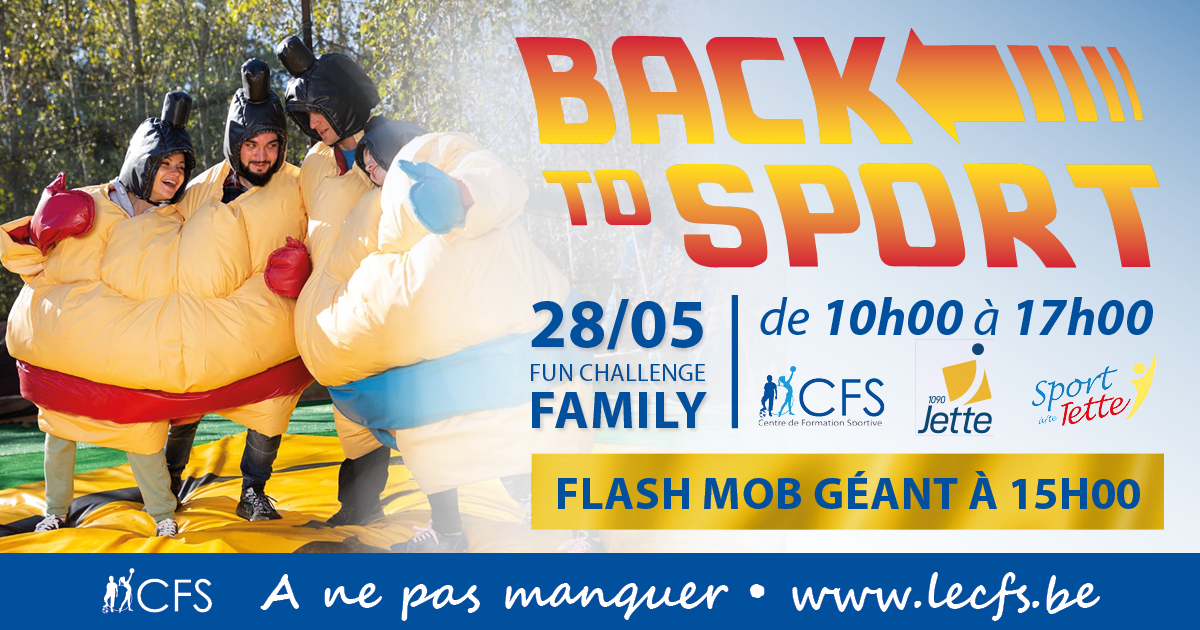 BACK
TO SPORT
28/05
FUN CHALLENGE
FAMILY
de 10h00 à 17h00
CFS
Centre de Formation Sportive
1090
Jette
Sport
à/te Jette
FLASH MOB GÉANT À 15H00
CFS A ne pas manquer • www.lecfs.be